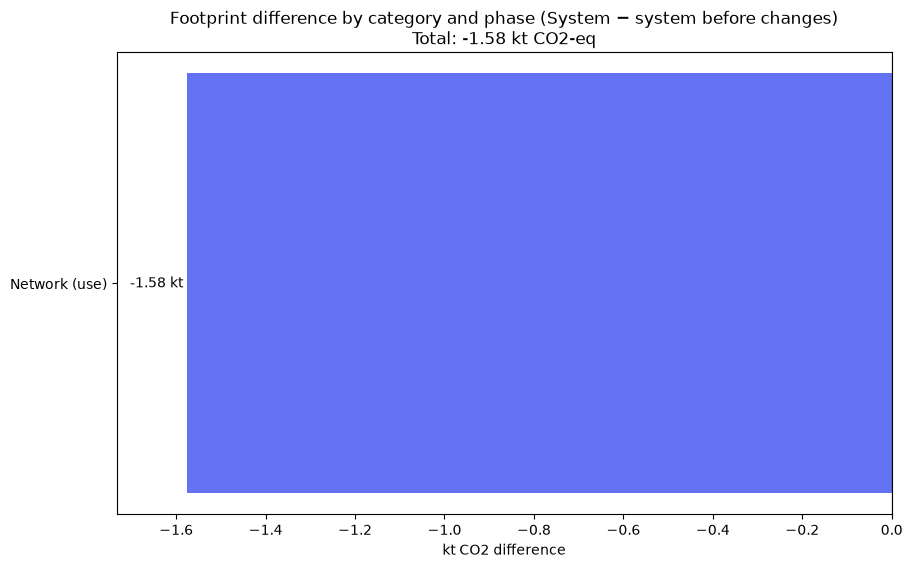 Footprint difference by category and phase (System − system before changes)
Total: -1.58 kt CO2-eq
Network (use)
-1.58 kt
−1.6
−1.4
−1.2
−1.0
−0.8
−0.6
−0.4
−0.2
0.0
kt CO2 difference